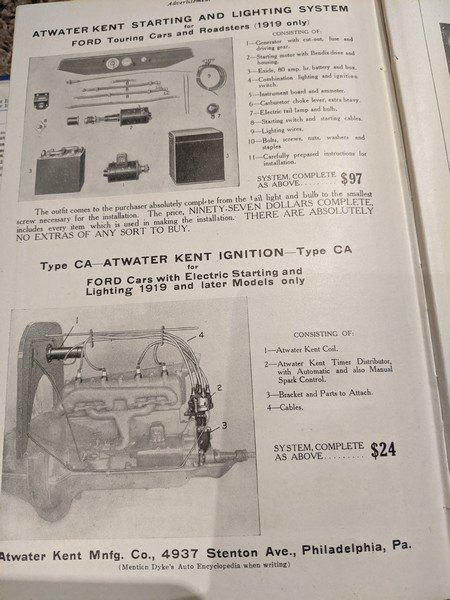 Advertisement
ATWATER KENT STARTING AND LIGHTING SYSTEM
for
FORD Touring Cars and Roadsters (1919 only)
CONSISTING OF:
1—Generator with cut-out, fuse and
driving gear.
2—Starting motor with Bendix drive and
housing.
3—Exide, 80 amp. hr. battery and box.
4—Combination lighting and ignition
switch.
5—Instrument board and ammeter.
6—Carburetor choke lever, extra heavy.
7—Electric tail lamp and bulb.
8—Starting switch and starting cables.
9—Lighting wires.
10—Bolts, screws, nuts, washers and
staples.
11—Carefully prepared instructions for
installation.
SYSTEM, COMPLETE
AS ABOVE........ $97
The outfit comes to the purchaser absolutely complete from the tail light and bulb to the smallest
screw necessary for the installation. The price, NINETY-SEVEN DOLLARS COMPLETE,
includes every item which is used in making the installation. THERE ARE ABSOLUTELY
NO EXTRAS OF ANY SORT TO BUY.
Type CA—ATWATER KENT IGNITION—Type CA
for
FORD Cars with Electric Starting and
Lighting 1919 and later Models only
1
4
2
3
CONSISTING OF:
1—Atwater Kent Coil.
2—Atwater Kent Timer Distributor,
with Automatic and also Manual
Spark Control.
3—Bracket and Parts to Attach.
4—Cables.
SYSTEM, COMPLETE
AS ABOVE......... $24
Atwater Kent Mnfg. Co., 4937 Stenton Ave., Philadelphia, Pa.
(Mention Dyke's Auto Encyclopedia when writing)